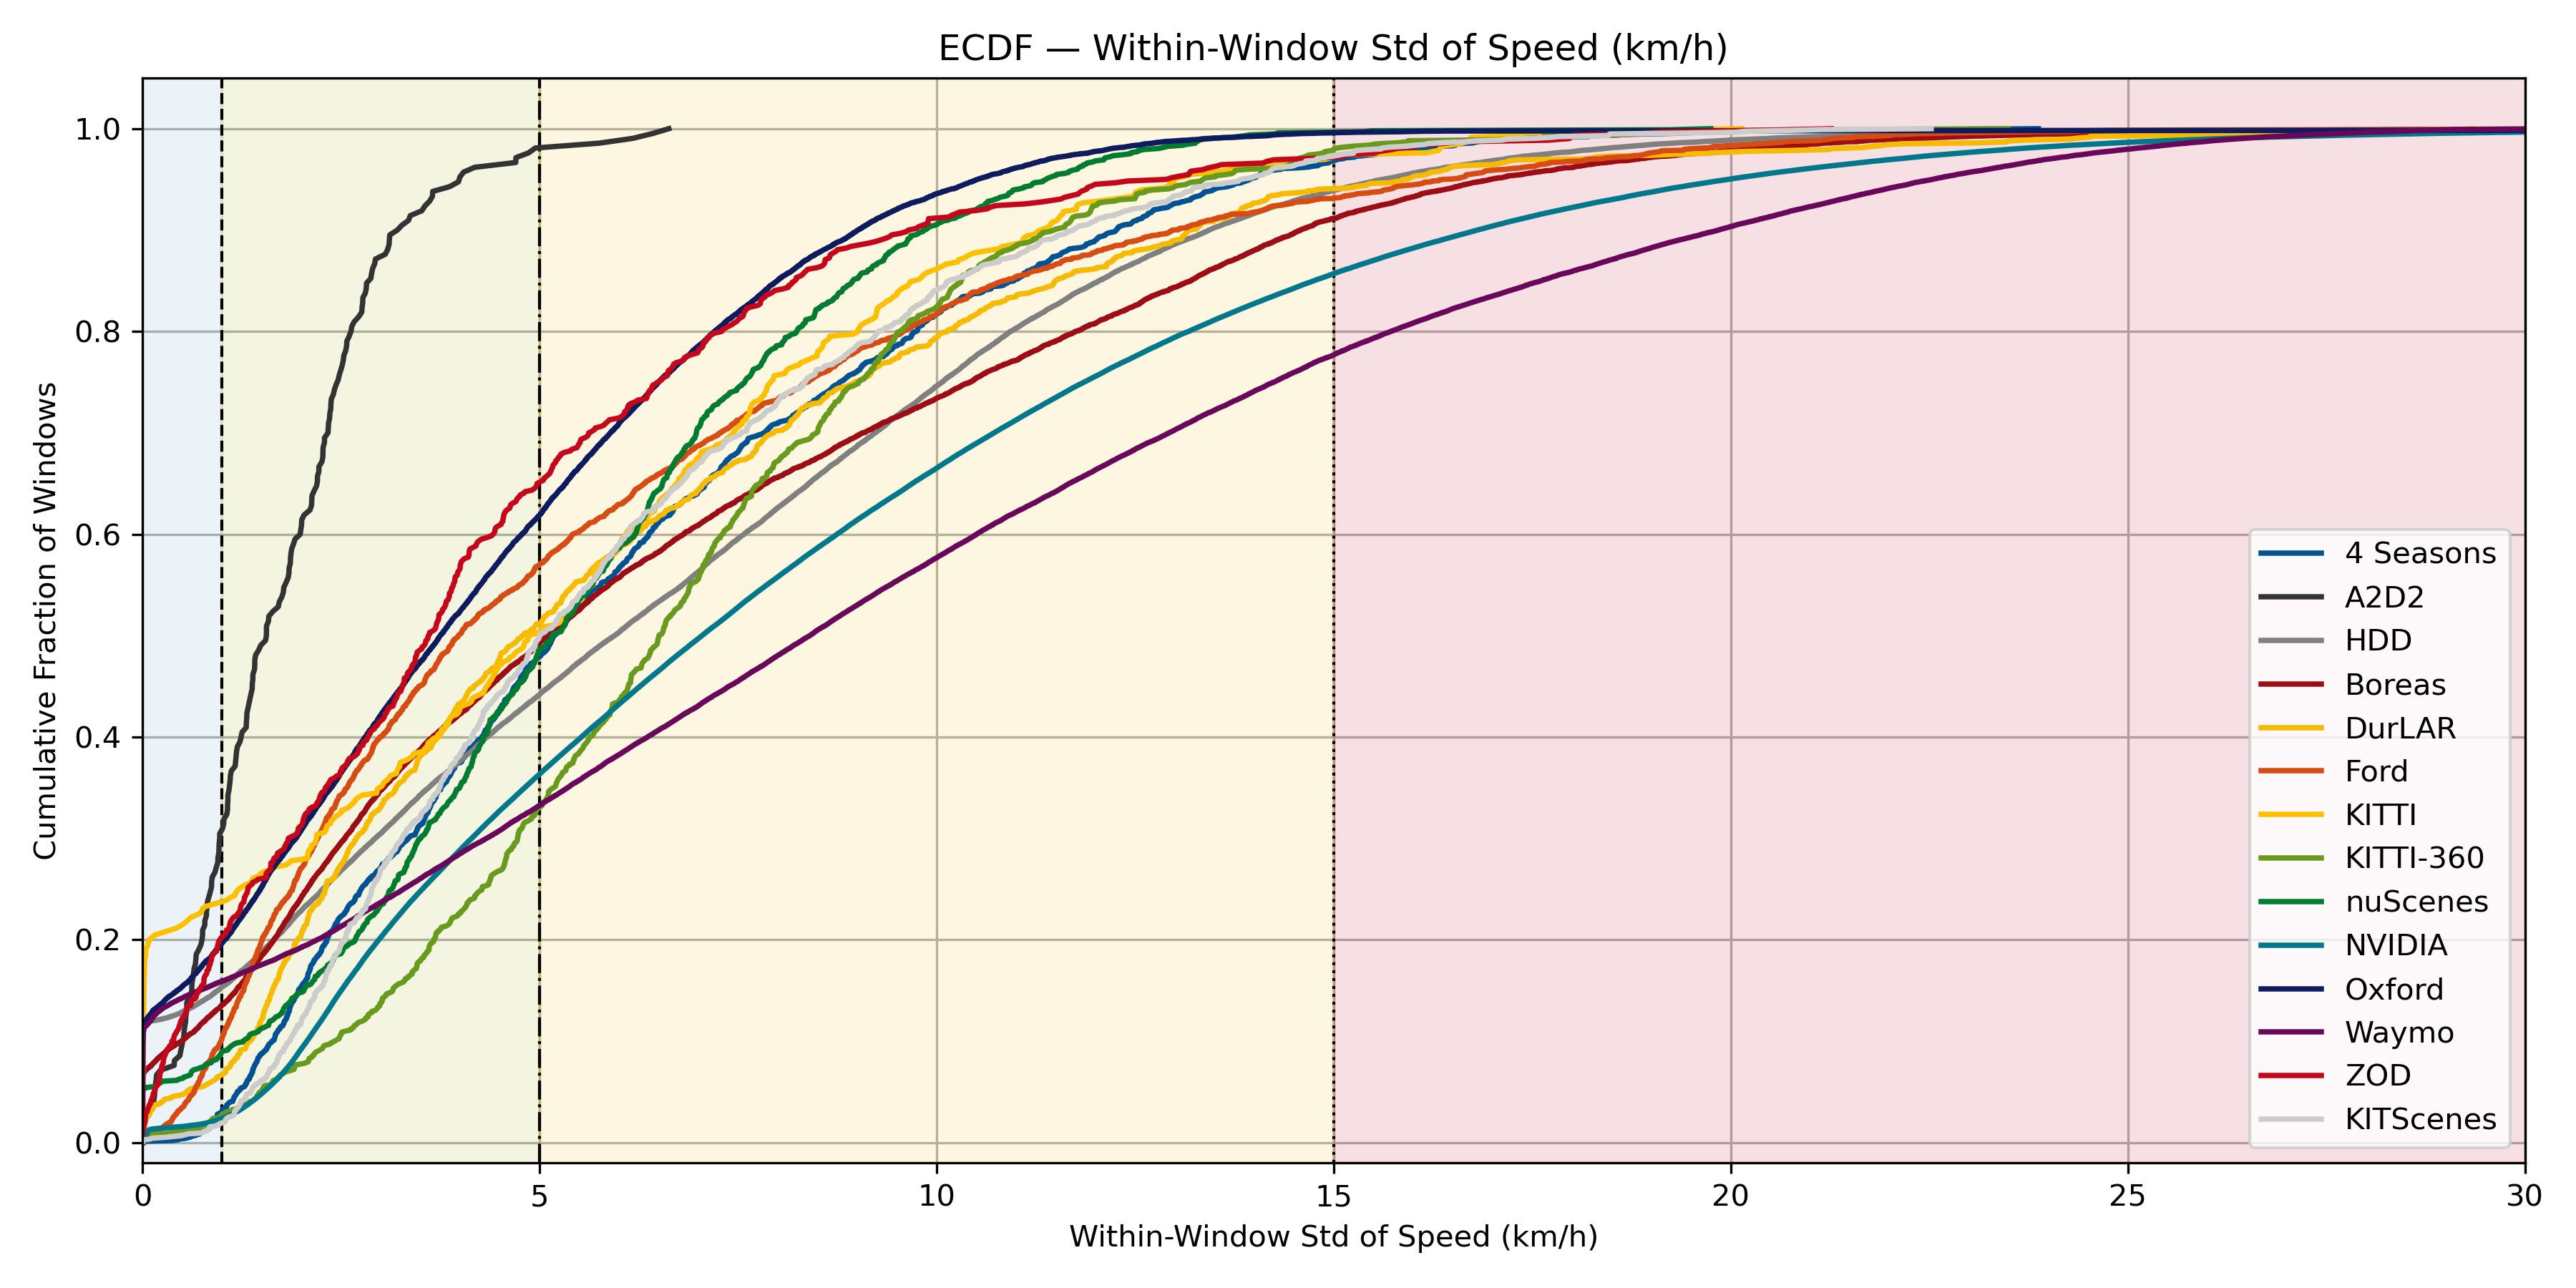 ECDF — Within-Window Std of Speed (km/h)
Cumulative Fraction of Windows
1.0
0.8
0.6
0.4
0.2
0.0
4 Seasons
A2D2
HDD
Boreas
DurLAR
Ford
KITTI
KITTI-360
nuScenes
NVIDIA
Oxford
Waymo
ZOD
KITScenes
0 5 10 15 20 25 30
Within-Window Std of Speed (km/h)